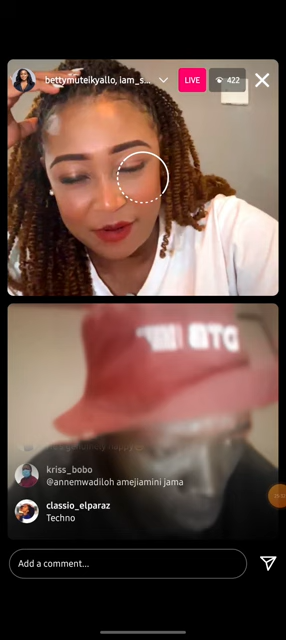 bettymuteikyallo, iam_s...
LIVE
422
kriss_bobo
@annemwadiloh amejiamini jama
classio_elparaz
Techno
Add a comment...